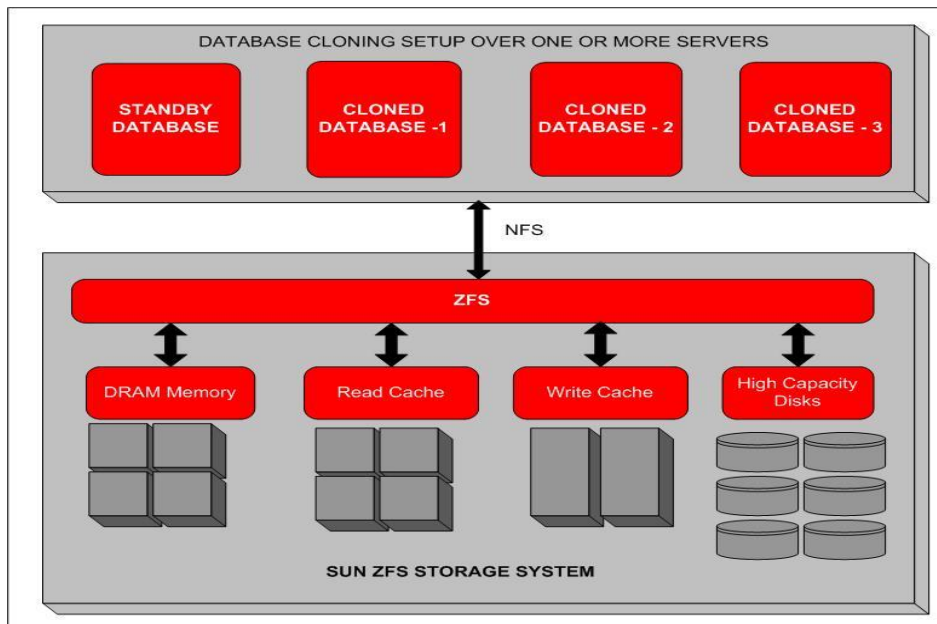 DATABASE CLONING SETUP OVER ONE OR MORE SERVERS
STANDBY
DATABASE
CLONED
DATABASE -1
CLONED
DATABASE - 2
CLONED
DATABASE - 3
NFS
ZFS
DRAM Memory
Read Cache
Write Cache
High Capacity
Disks
SUN ZFS STORAGE SYSTEM